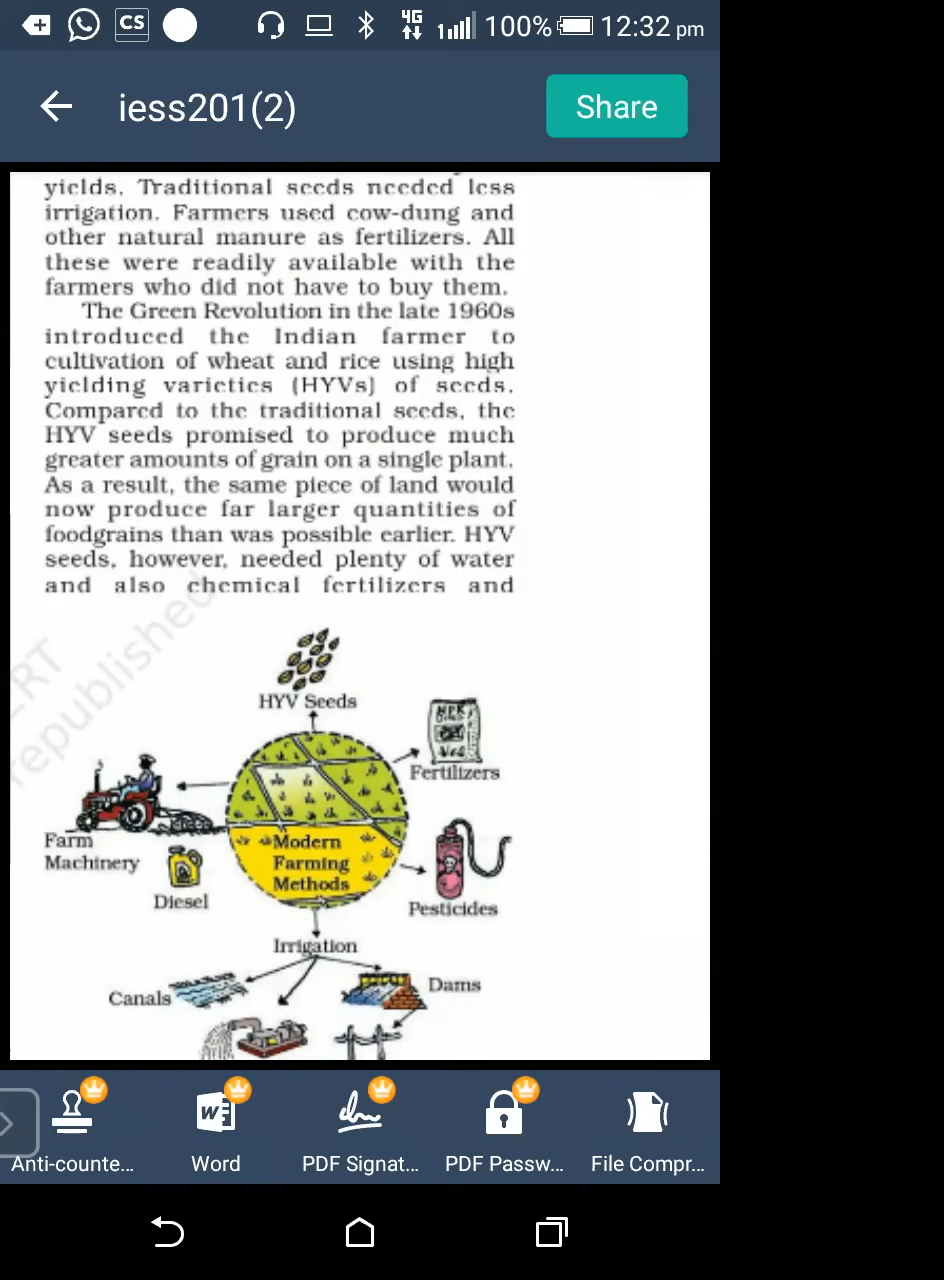 CS 4G 100% 12:32 pm
iess201(2)
Share
yields. Traditional seeds needed less
irrigation. Farmers used cow-dung and
other natural manure as fertilizers. All
these were readily available with the
farmers who did not have to buy them.
The Green Revolution in the late 1960s
introduced the Indian farmer to
cultivation of wheat and rice using high
yielding varieties (HYVs) of seeds.
Compared to the traditional seeds, the
HYV seeds promised to produce much
greater amounts of grain on a single plant.
As a result, the same piece of land would
now produce far larger quantities of
foodgrains than was possible earlier. HYV
seeds, however, needed plenty of water
and also chemical fertilizers and
ERT
republished
HYV Seeds
NPK
Fertilizers
Farm
Machinery
Diesel
Modern
Farming
Methods
Pesticides
Irrigation
Canals
Dams
W
Anti-counte...
Word
PDF Signat...
PDF Passw...
File Compr...